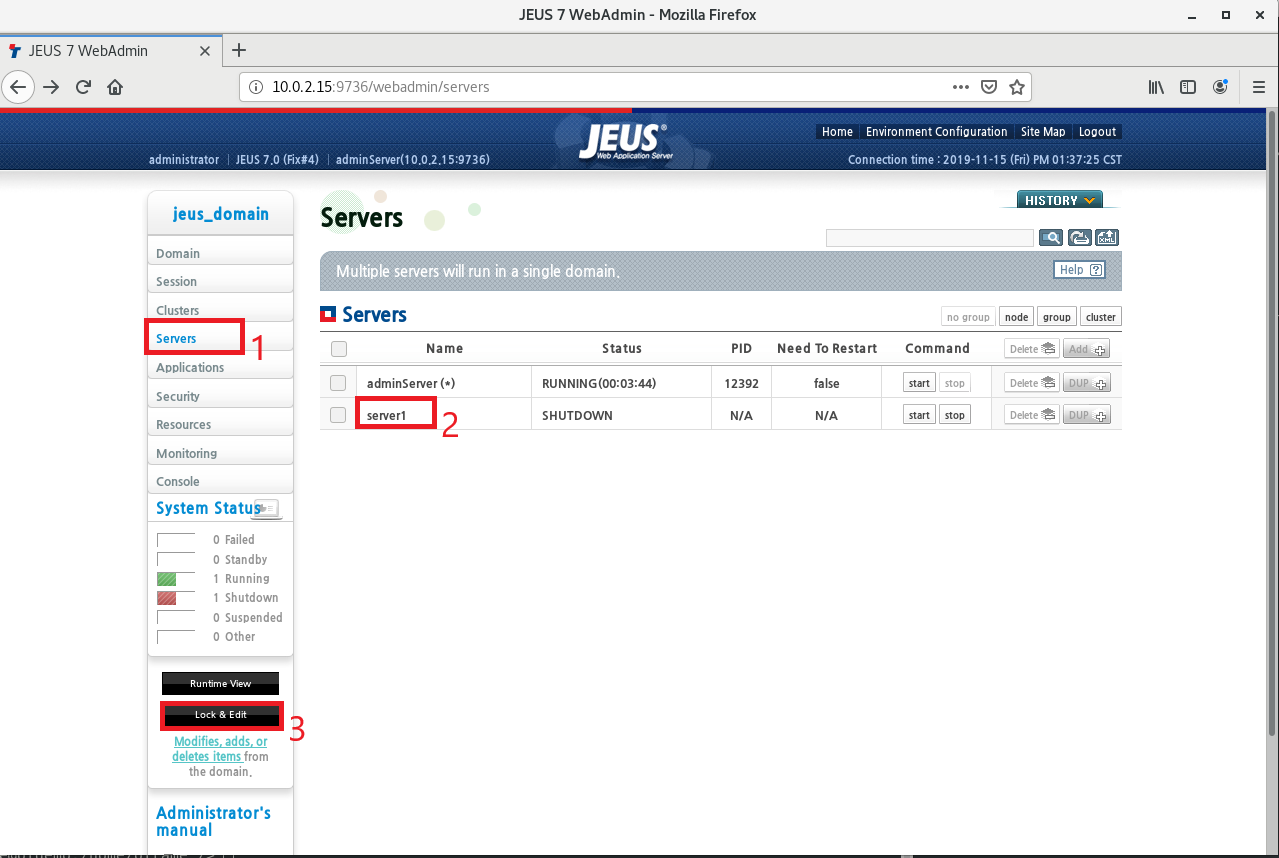 JEUS 7 WebAdmin - Mozilla Firefox
JEUS 7 WebAdmin
10.0.2.15:9736/webadmin/servers
Home Environment Configuration Site Map Logout
JEUS®
Web Application Server
administrator JEUS 7.0 (Fix#4) adminServer(10.0.2.15:9736)
Connection time : 2019-11-15 (Fri) PM 01:37:25 CST
jeus_domain
Domain
Session
Clusters
Servers
1
Applications
Security
Resources
Monitoring
Console
System Status
0 Failed
0 Standby
1 Running
1 Shutdown
0 Suspended
0 Other
Runtime View
Lock & Edit
3
Modifies, adds, or
deletes items from
the domain.
Administrator's
manual
HISTORY
Servers
XML
Multiple servers will run in a single domain.
Help ?
Servers
no group node group cluster
Name Status PID Need To Restart Command Delete Add
adminServer (*) RUNNING(00:03:44) 12392 false start stop Delete DUP
server1 SHUTDOWN N/A N/A start stop Delete DUP
2